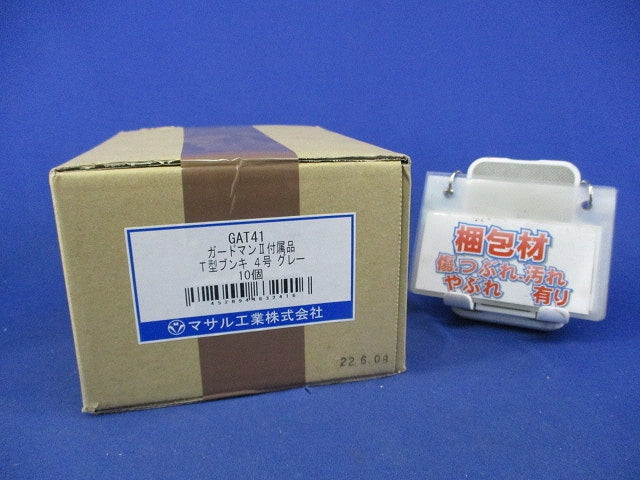 GAT41
ガードマンⅡ付属品
T型ブンキ 4号 グレー
10個
マサル工業株式会社
22.6.09
梱包材
傷.つぶれ.汚れ
やぶれ 有り